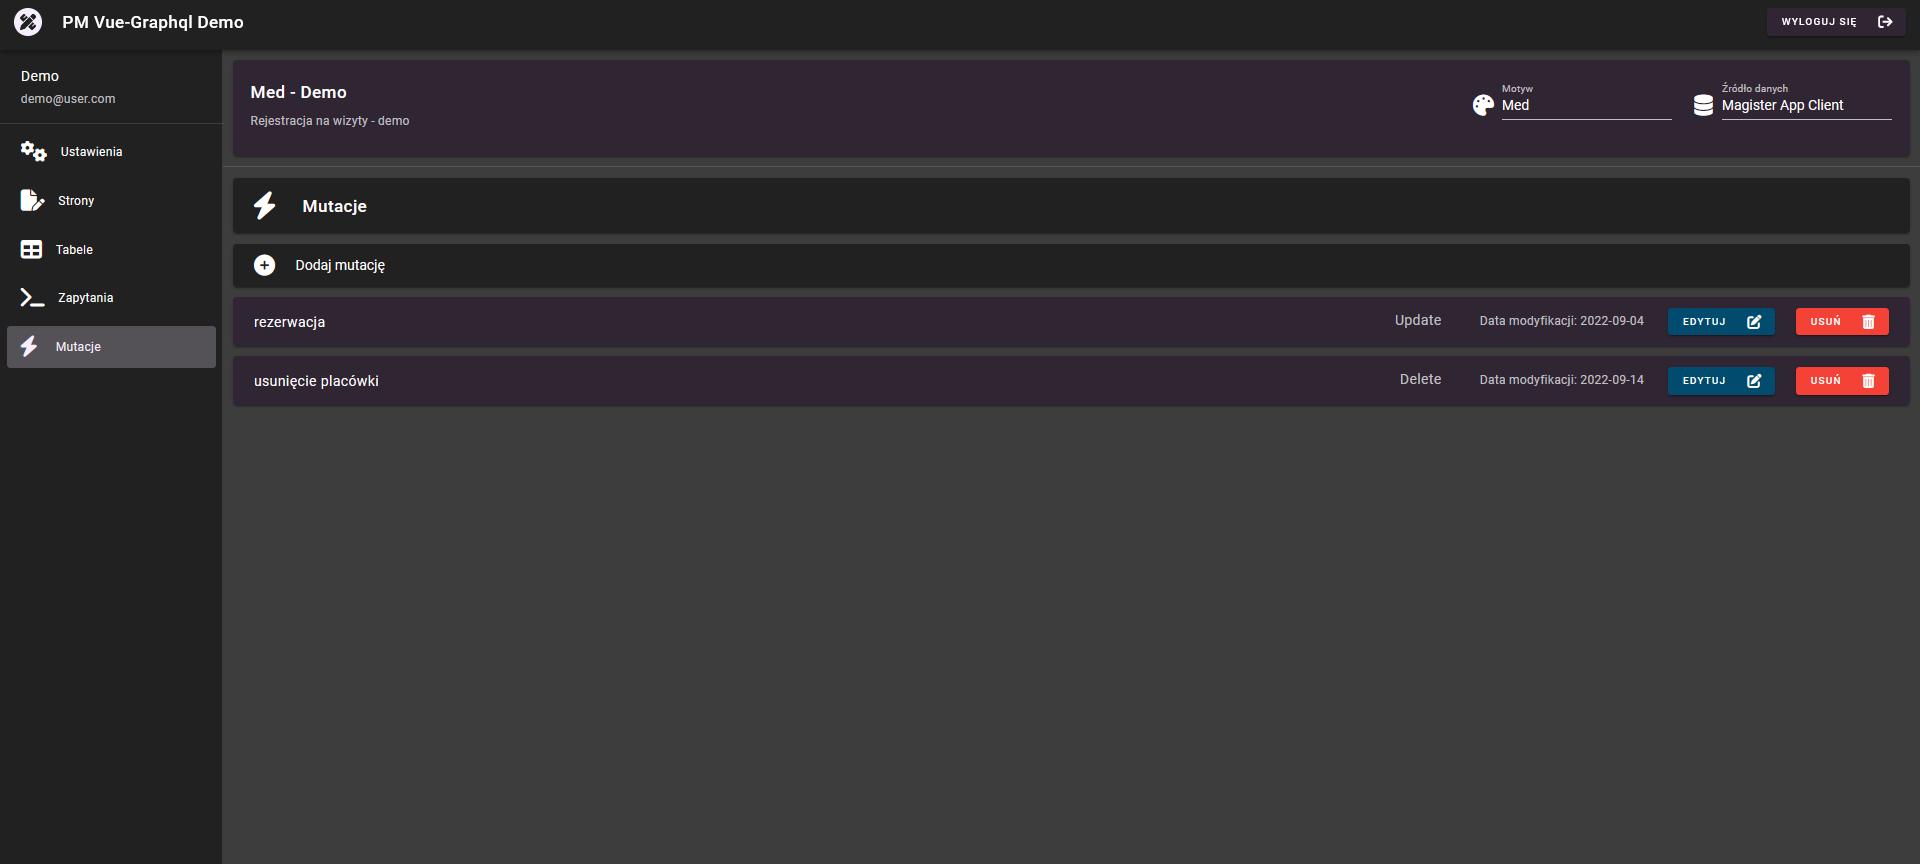 PM Vue-Graphql Demo
WYLOGUJ SIĘ
Demo
demo@user.com
Ustawienia
Strony
Tabele
Zapytania
Mutacje
Med - Demo
Rejestracja na wizyty - demo
Motyw
Med
Źródło danych
Magister App Client
Mutacje
Dodaj mutację
rezerwacja Update Data modyfikacji: 2022-09-04 EDYTUJ USUŃ
usunięcie placówki Delete Data modyfikacji: 2022-09-14 EDYTUJ USUŃ